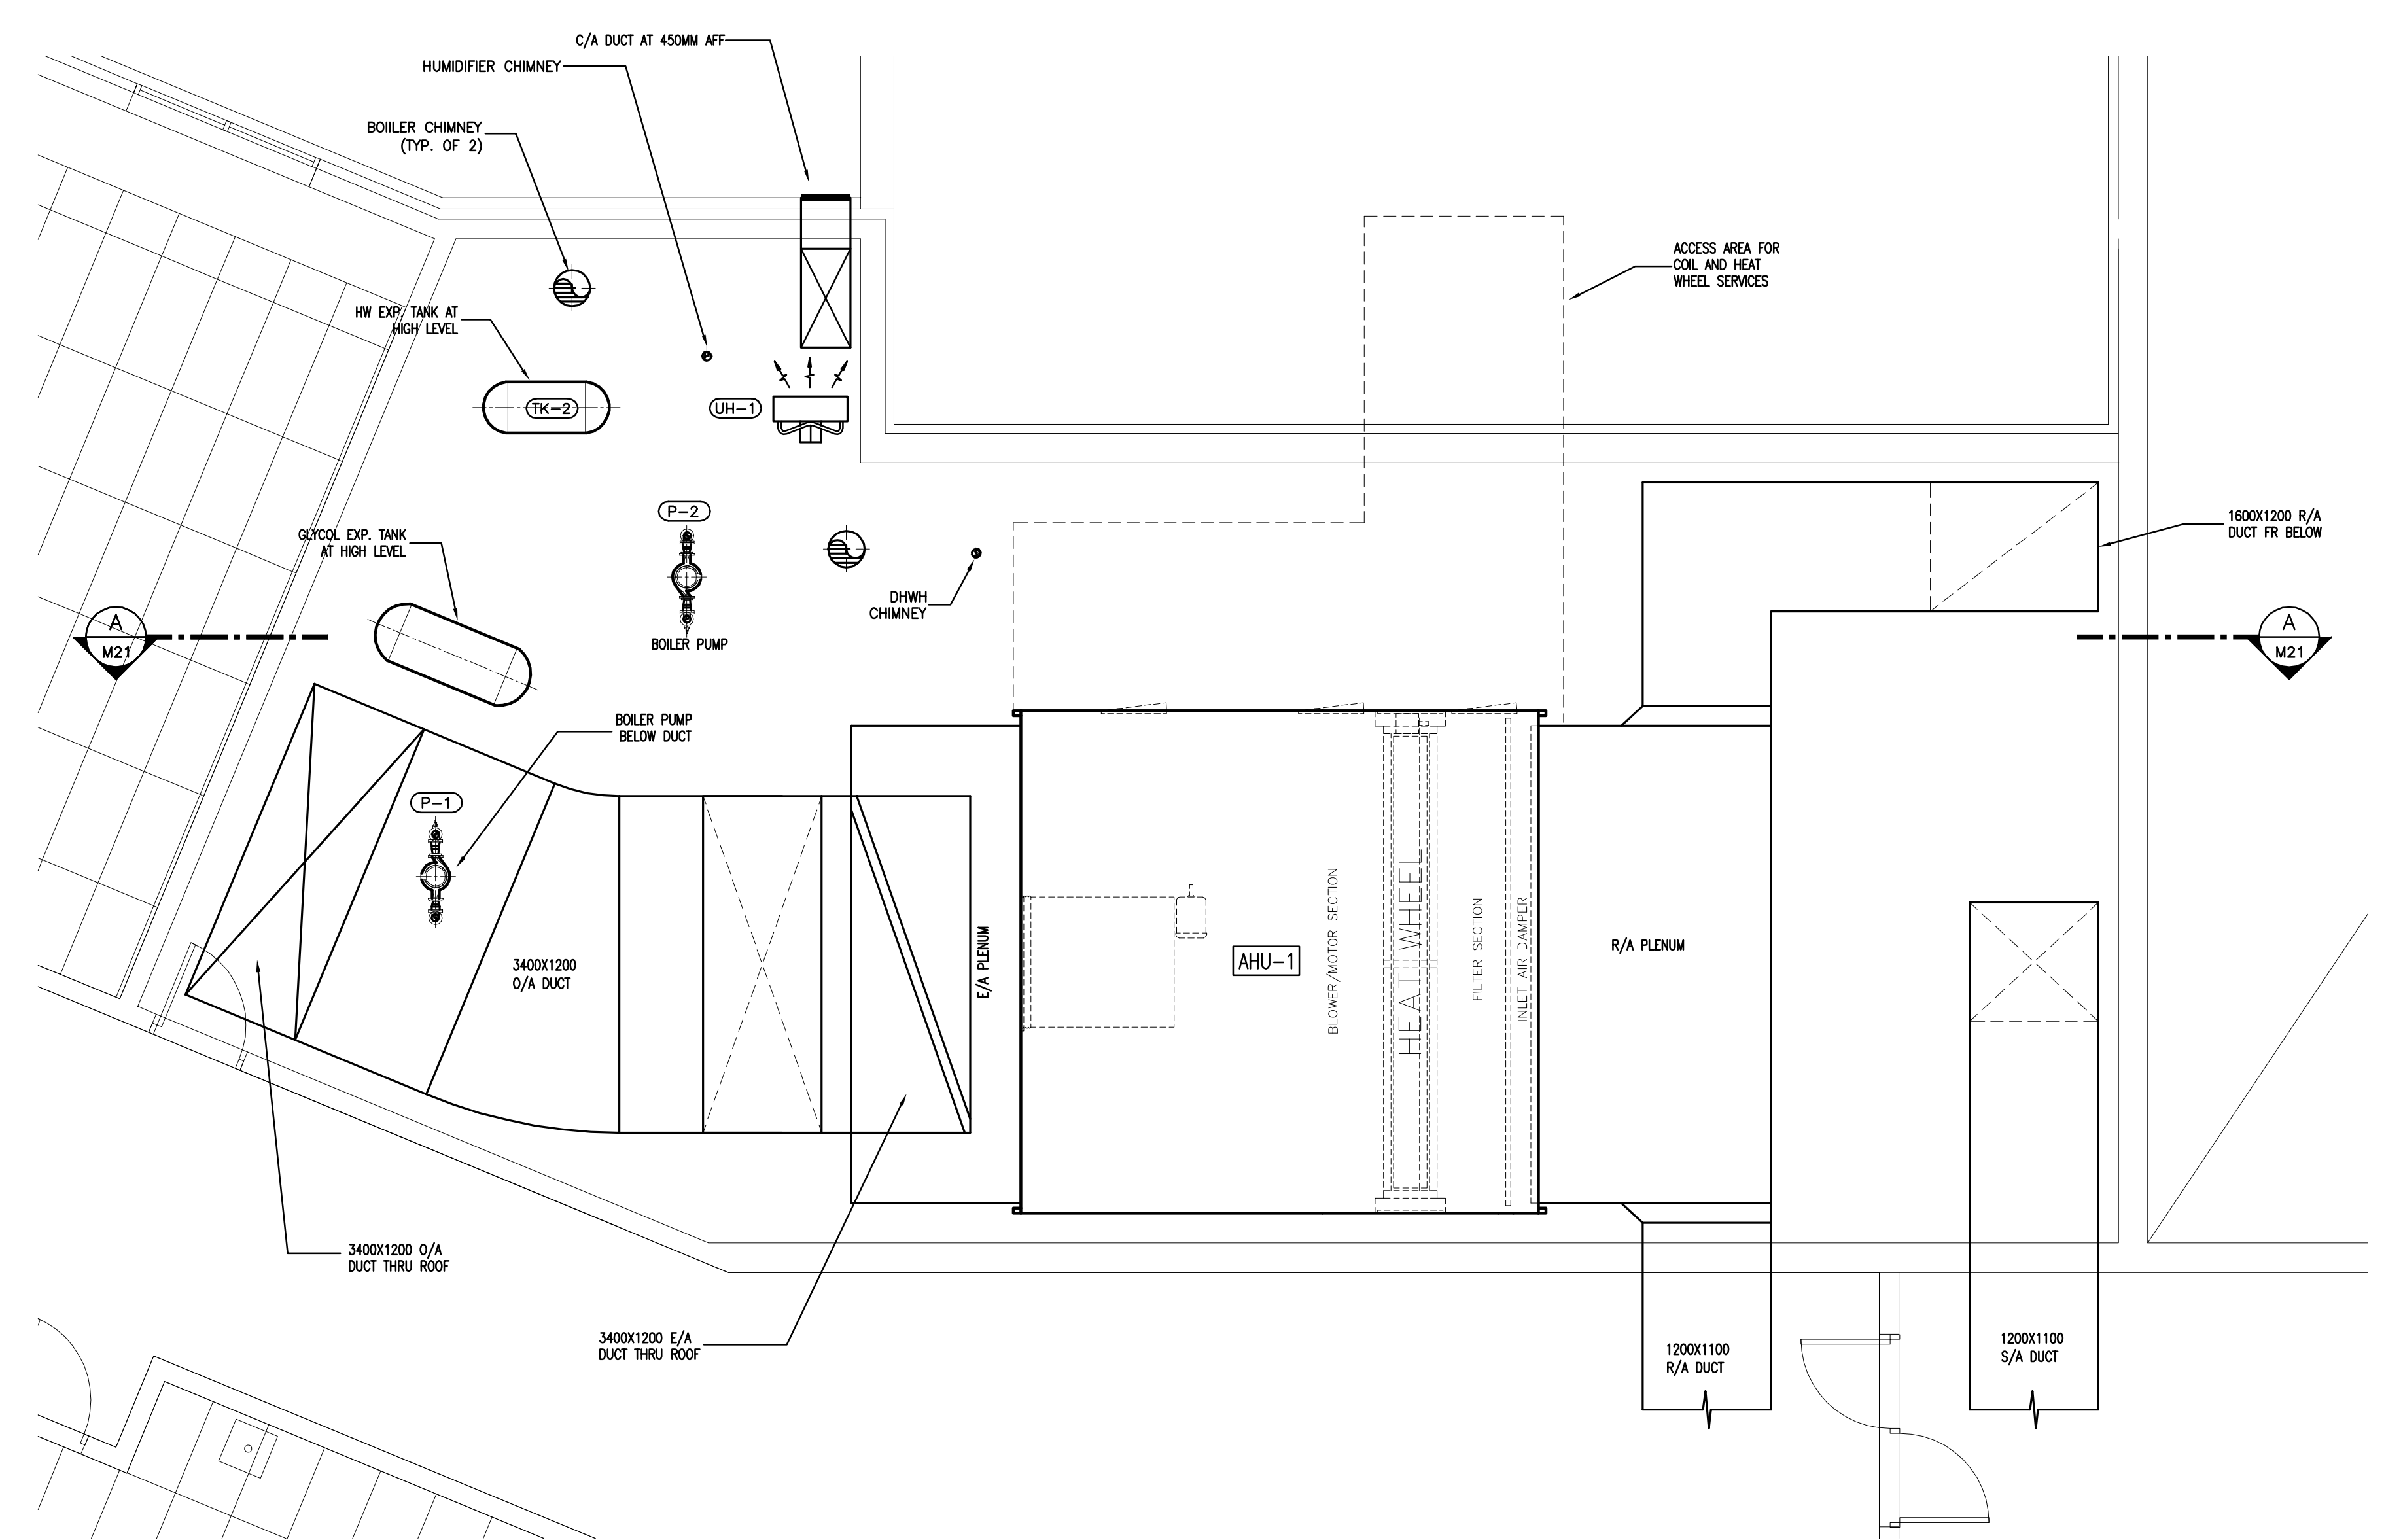 C/A DUCT AT 450MM AFF
HUMIDIFIER CHIMNEY
BOIILER CHIMNEY
(TYP. OF 2)
ACCESS AREA FOR
COIL AND HEAT
WHEEL SERVICES
HW EXP. TANK AT
HIGH LEVEL
TK-2
UH-1
P-2
1600X1200 R/A
DUCT FR BELOW
GLYCOL EXP. TANK
AT HIGH LEVEL
DHWH
CHIMNEY
A
M21
BOILER PUMP
A
M21
BOILER PUMP
BELOW DUCT
P-1
3400X1200
O/A DUCT
E/A PLENUM
AHU-1
BLOWER/MOTOR SECTION
HEAT WHEEL
FILTER SECTION
INLET AIR DAMPER
R/A PLENUM
3400X1200 O/A
DUCT THRU ROOF
3400X1200 E/A
DUCT THRU ROOF
1200X1100
R/A DUCT
1200X1100
S/A DUCT